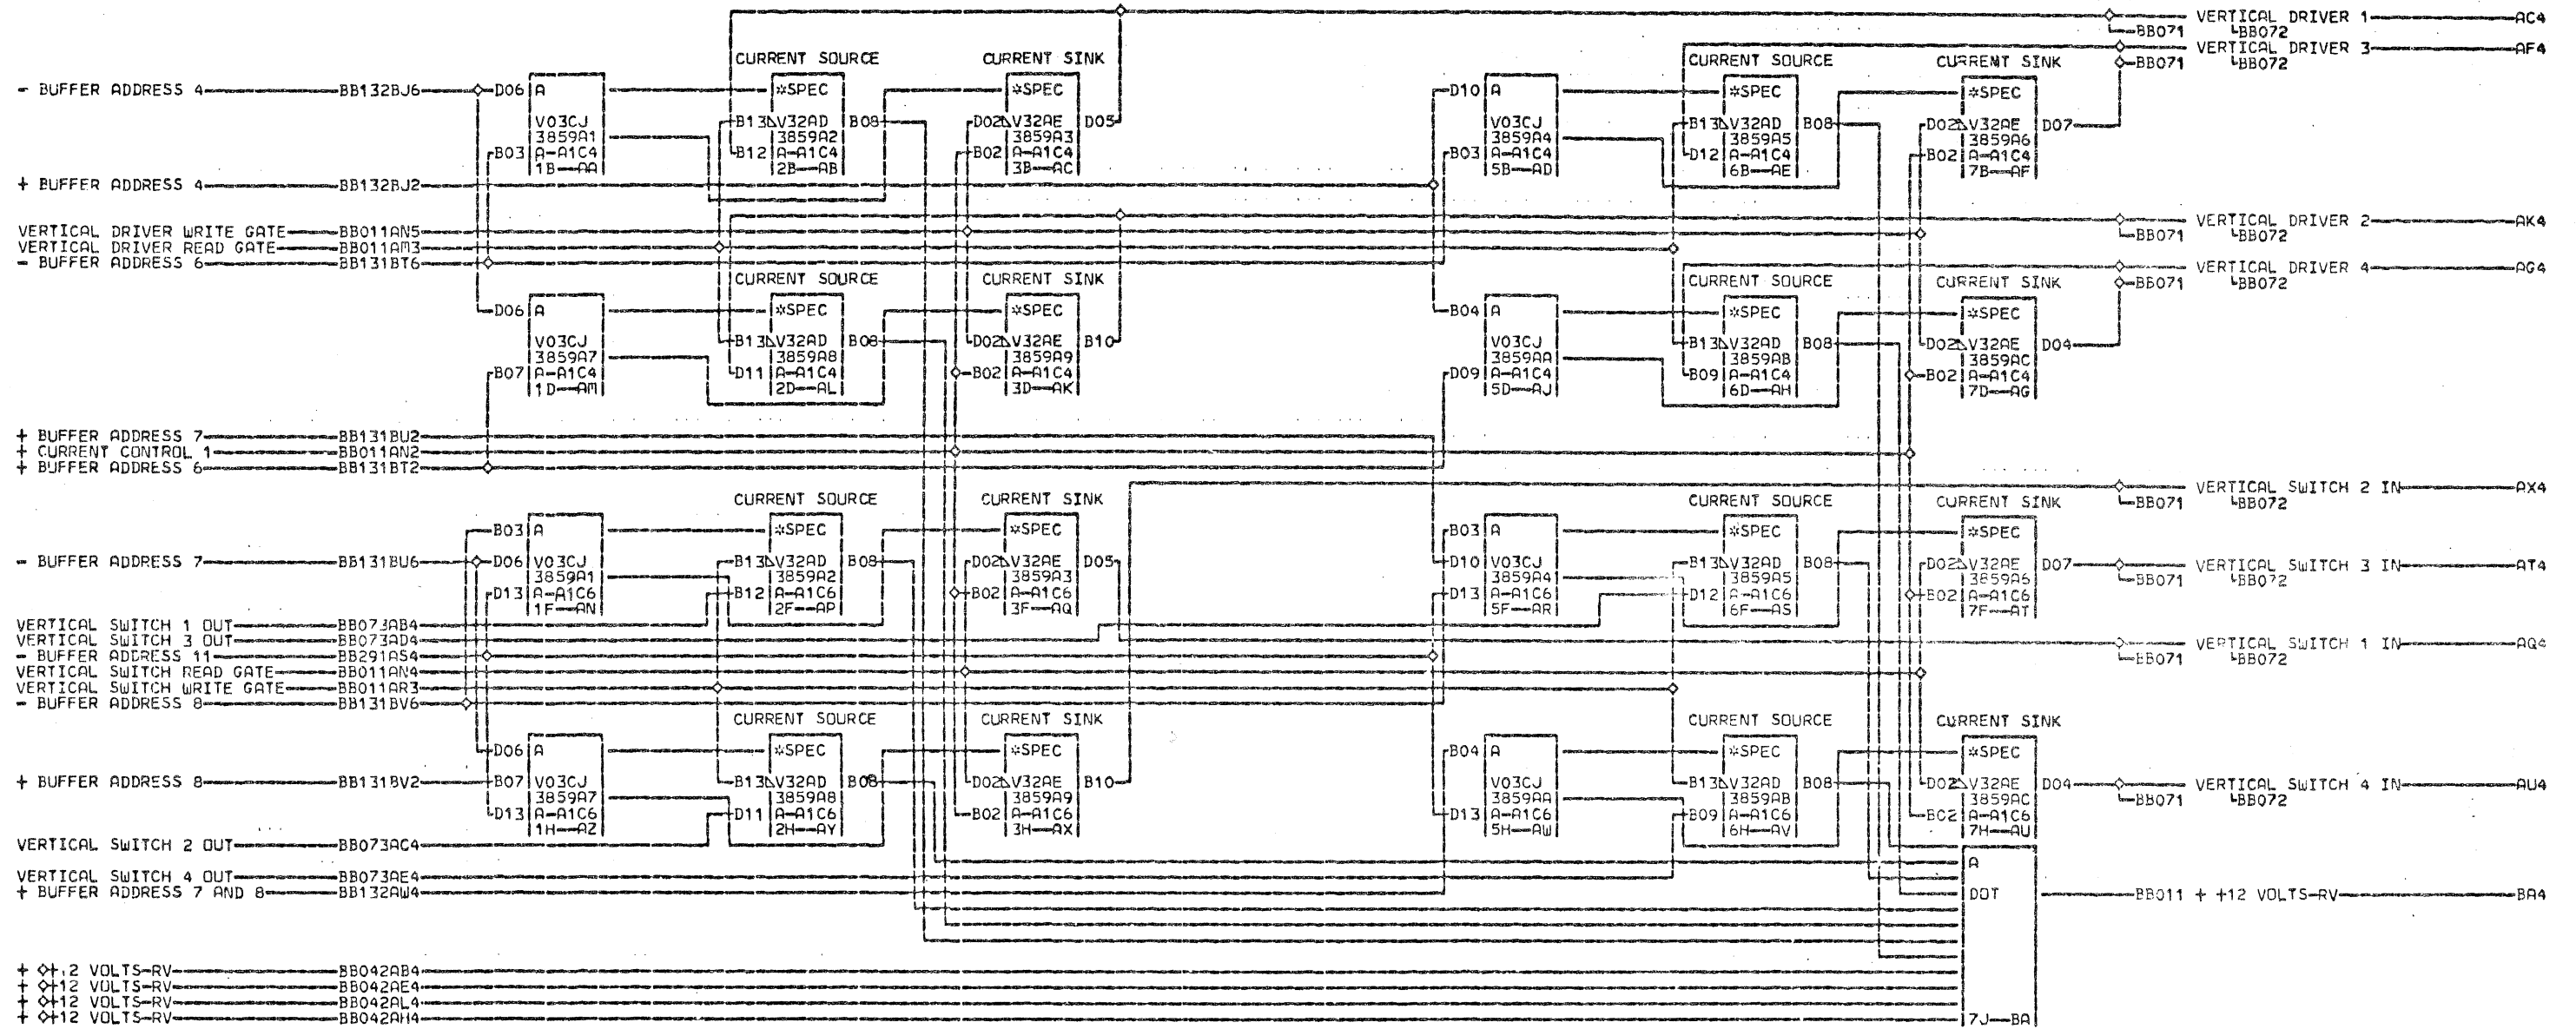 VERTICAL DRIVER 1 AC4
BB071 BB072
VERTICAL DRIVER 3 AF4
CURRENT SOURCE CURRENT SINK CURRENT SOURCE CURRENT SINK BB071 BB072
- BUFFER ADDRESS 4 BB132BJ6 D06 A *SPEC *SPEC D10 A *SPEC *SPEC
V03CJ B13 V32AD B08 D02 V32AE D05 V03CJ B13 V32AD B08 D02 V32AE D07
3859A1 3859A2 3859A3 3859A4 3859A5 3859A6
B03 A-A1C4 B12 A-A1C4 B02 A-A1C4 B03 A-A1C4 D12 A-A1C4 B02 A-A1C4
1B AA 2B AB 3B AC 5B AD 6B AE 7B AF
+ BUFFER ADDRESS 4 BB132BJ2
VERTICAL DRIVER 2 AK4
VERTICAL DRIVER WRITE GATE BB011AN5 BB071 BB072
VERTICAL DRIVER READ GATE BB011AM3
- BUFFER ADDRESS 6 BB131BT6
VERTICAL DRIVER 4 AG4
CURRENT SOURCE CURRENT SINK CURRENT SOURCE CURRENT SINK BB071 BB072
D06 A *SPEC *SPEC B04 A *SPEC *SPEC
V03CJ B13 V32AD B08 D02 V32AE B10 V03CJ B13 V32AD B08 D02 V32AE D04
3859A7 3859A8 3859A9 3859AA 3859AB 3859AC
B07 A-A1C4 D11 A-A1C4 B02 A-A1C4 D09 A-A1C4 B09 A-A1C4 B02 A-A1C4
1D AM 2D AL 3D AK 5D AJ 6D AH 7D AG
+ BUFFER ADDRESS 7 BB131BU2
+ CURRENT CONTROL 1 BB011AN2
+ BUFFER ADDRESS 6 BB131BT2
VERTICAL SWITCH 2 IN AX4
CURRENT SOURCE CURRENT SINK CURRENT SOURCE CURRENT SINK BB071 BB072
B03 A *SPEC *SPEC B03 A *SPEC *SPEC
- BUFFER ADDRESS 7 BB131BU6 D06 V03CJ B13 V32AD B08 D02 V32AE D05 D10 V03CJ B13 V32AD B08 D02 V32AE D07 VERTICAL SWITCH 3 IN AT4
3859A1 3859A2 3859A3 3859A4 3859A5 3859A6 BB071 BB072
D13 A-A1C6 B12 A-A1C6 B02 A-A1C6 D13 A-A1C6 D12 A-A1C6 B02 A-A1C6
1F AN 2F AP 3F AQ 5F AR 6F AS 7F AT
VERTICAL SWITCH 1 OUT BB073AB4
VERTICAL SWITCH 3 OUT BB073AD4 VERTICAL SWITCH 1 IN AQ4
- BUFFER ADDRESS 11 BB291AS4 BB071 BB072
VERTICAL SWITCH READ GATE BB011AN4
VERTICAL SWITCH WRITE GATE BB011AR3
- BUFFER ADDRESS 8 BB131BV6
CURRENT SOURCE CURRENT SINK CURRENT SOURCE CURRENT SINK
D06 A *SPEC *SPEC B04 A *SPEC *SPEC
+ BUFFER ADDRESS 8 BB131BV2 B07 V03CJ B13 V32AD B08 D02 V32AE B10 V03CJ B13 V32AD B08 D02 V32AE D04 VERTICAL SWITCH 4 IN AU4
3859A7 3859A8 3859A9 3859AA 3859AB 3859AC BB071 BB072
D13 A-A1C6 D11 A-A1C6 B02 A-A1C6 D13 A-A1C6 B09 A-A1C6 A-A1C6
1H AZ 2H AY 3H AX 5H AW 6H AV 7H AU
VERTICAL SWITCH 2 OUT BB073AC4
A
VERTICAL SWITCH 4 OUT BB073AE4
+ BUFFER ADDRESS 7 AND 8 BB132AW4 DOT BB011 + +12 VOLTS-RV BA4
VOLTS-RV BB042AB4
+ +12 VOLTS-RV BB042AE4
+ +12 VOLTS-RV BB042AL4
+ +12 VOLTS-RV BB042AH4 7J BA